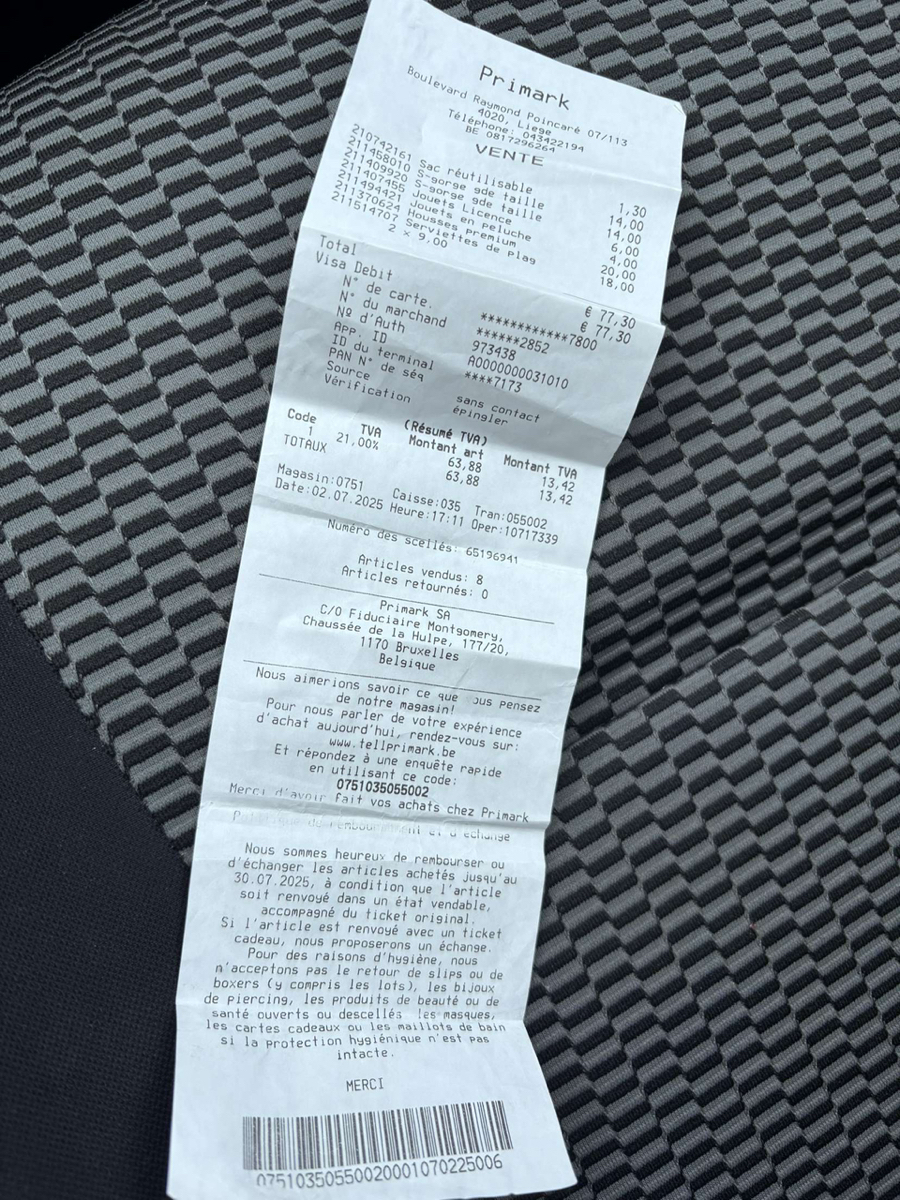 Primark
Boulevard Raymond Poincaré 07/113
4020, Liege
Téléphone: 043422194
BE 0817296264
VENTE
210742161 Sac réutilisable 1,30
211458010 S-gorge gde taille 14,00
211409920 S-gorge gde taille 14,00
211407455 Jouets Licence 6,00
211494421 Jouets en peluche 4,00
211370624 Housses premium 20,00
211514707 Serviettes de plag 18,00
2 x 9,00
Total € 77,30
Visa Debit € 77,30
N° de carte. ************7800
N° du marchand ******2852
Nº d'Auth 973438
App. ID A0000000031010
ID du terminal ****7173
PAN N° de séq
Source sans contact
Vérification épingler
(Résumé TVA)
Code TVA Montant art Montant TVA
1 21,00% 63,88 13,42
TOTAUX 63,88 13,42
Magasin:0751 Caisse:035 Tran:055002
Date:02.07.2025 Heure:17:11 Oper:10717339
Numéro des scellés: 65196941
Articles vendus: 8
Articles retournés: 0
Primark SA
C/O Fiduciaire Montgomery,
Chaussée de la Hulpe, 177/20,
1170 Bruxelles
Belgique
Nous aimerions savoir ce que ous pensez
de notre magasin!
Pour nous parler de votre expérience
d'achat aujourd'hui, rendez-vous sur:
www.tellprimark.be
Et répondez à une enquête rapide
en utilisant ce code:
0751035055002
Merci d'avoir fait vos achats chez Primark
Politique de remboursement et d'échange
Nous sommes heureux de rembourser ou
d'échanger les articles achetés jusqu'au
30.07.2025, à condition que l'article
soit renvoyé dans un état vendable,
accompagné du ticket original.
Si l'article est renvoyé avec un ticket
cadeau, nous proposerons un échange.
Pour des raisons d'hygiène, nous
n'acceptons pas le retour de slips ou de
boxers (y compris les lots), les bijoux
de piercing, les produits de beauté ou de
santé ouverts ou descellés les masques,
les cartes cadeaux ou les maillots de bain
si la protection hygiénique n'est pas
intacte.
MERCI
07510350550020001070225006